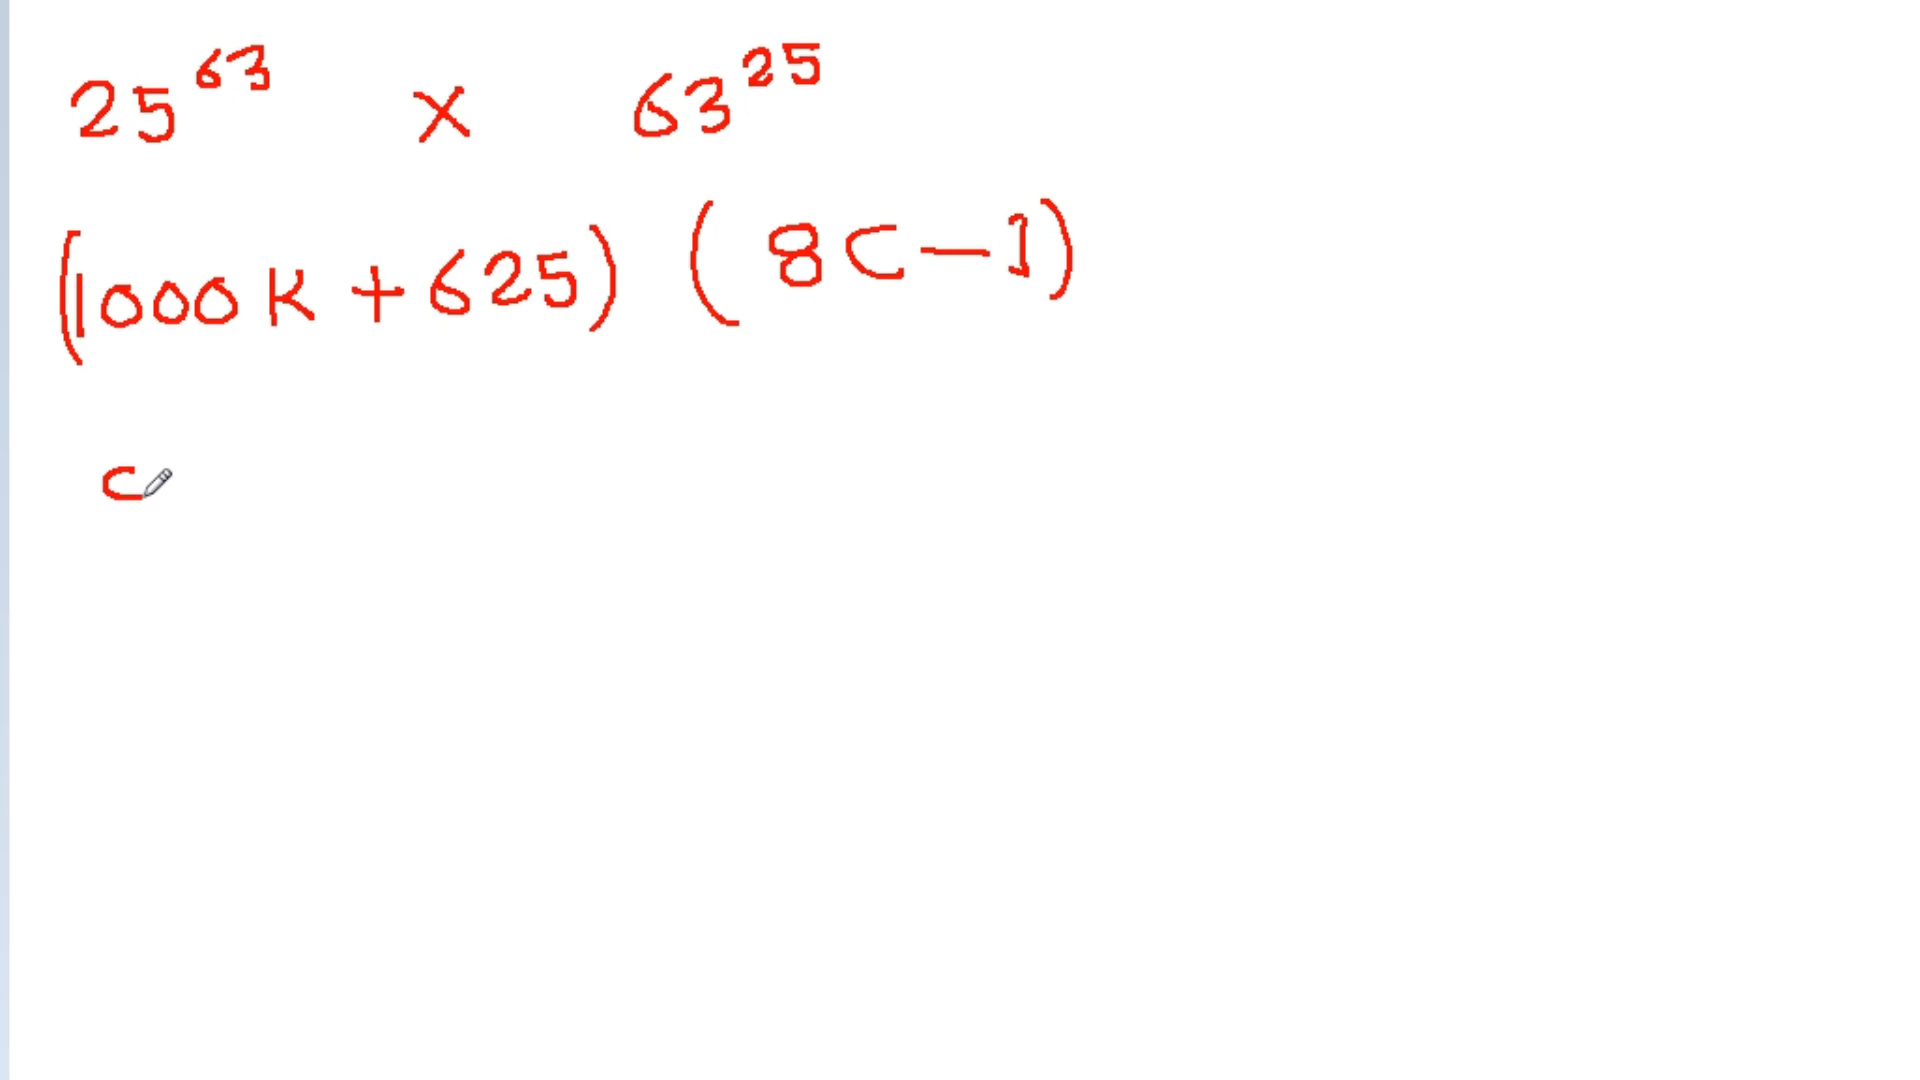 25^63 × 63^25
(1000K + 625) (8C - 1)
C